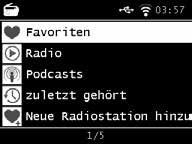 03:57
Favoriten
Radio
Podcasts
zuletzt gehört
Neue Radiostation hinzu
1/5